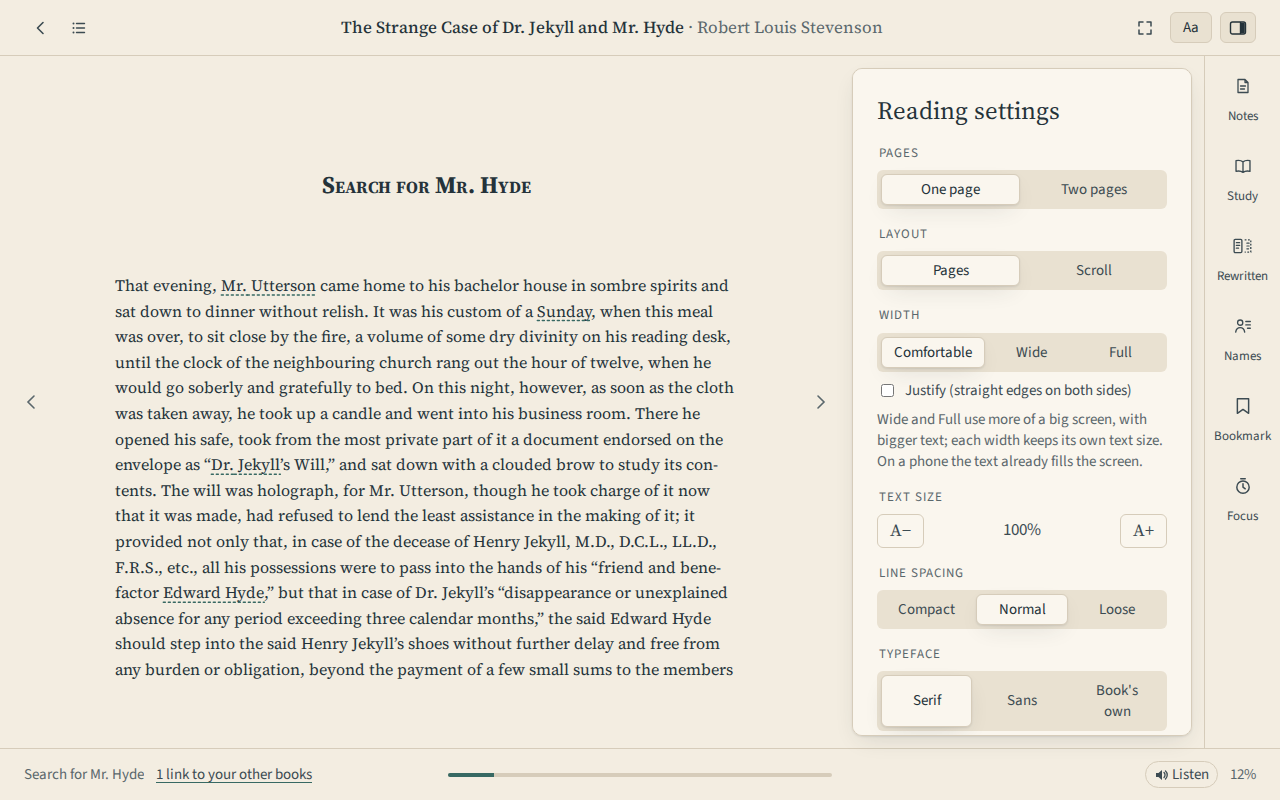 The Strange Case of Dr. Jekyll and Mr. Hyde · Robert Louis Stevenson
Aa
Search for Mr. Hyde
That evening, Mr. Utterson came home to his bachelor house in sombre spirits and
sat down to dinner without relish. It was his custom of a Sunday, when this meal
was over, to sit close by the fire, a volume of some dry divinity on his reading desk,
until the clock of the neighbouring church rang out the hour of twelve, when he
would go soberly and gratefully to bed. On this night, however, as soon as the cloth
was taken away, he took up a candle and went into his business room. There he
opened his safe, took from the most private part of it a document endorsed on the
envelope as “Dr. Jekyll’s Will,” and sat down with a clouded brow to study its con-
tents. The will was holograph, for Mr. Utterson, though he took charge of it now
that it was made, had refused to lend the least assistance in the making of it; it
provided not only that, in case of the decease of Henry Jekyll, M.D., D.C.L., LL.D.,
F.R.S., etc., all his possessions were to pass into the hands of his “friend and bene-
factor Edward Hyde,” but that in case of Dr. Jekyll’s “disappearance or unexplained
absence for any period exceeding three calendar months,” the said Edward Hyde
should step into the said Henry Jekyll’s shoes without further delay and free from
any burden or obligation, beyond the payment of a few small sums to the members
Reading settings
PAGES
One page Two pages
LAYOUT
Pages Scroll
WIDTH
Comfortable Wide Full
Justify (straight edges on both sides)
Wide and Full use more of a big screen, with
bigger text; each width keeps its own text size.
On a phone the text already fills the screen.
TEXT SIZE
A− 100% A+
LINE SPACING
Compact Normal Loose
TYPEFACE
Serif Sans Book's own
Notes
Study
Rewritten
Names
Bookmark
Focus
Search for Mr. Hyde 1 link to your other books
Listen 12%